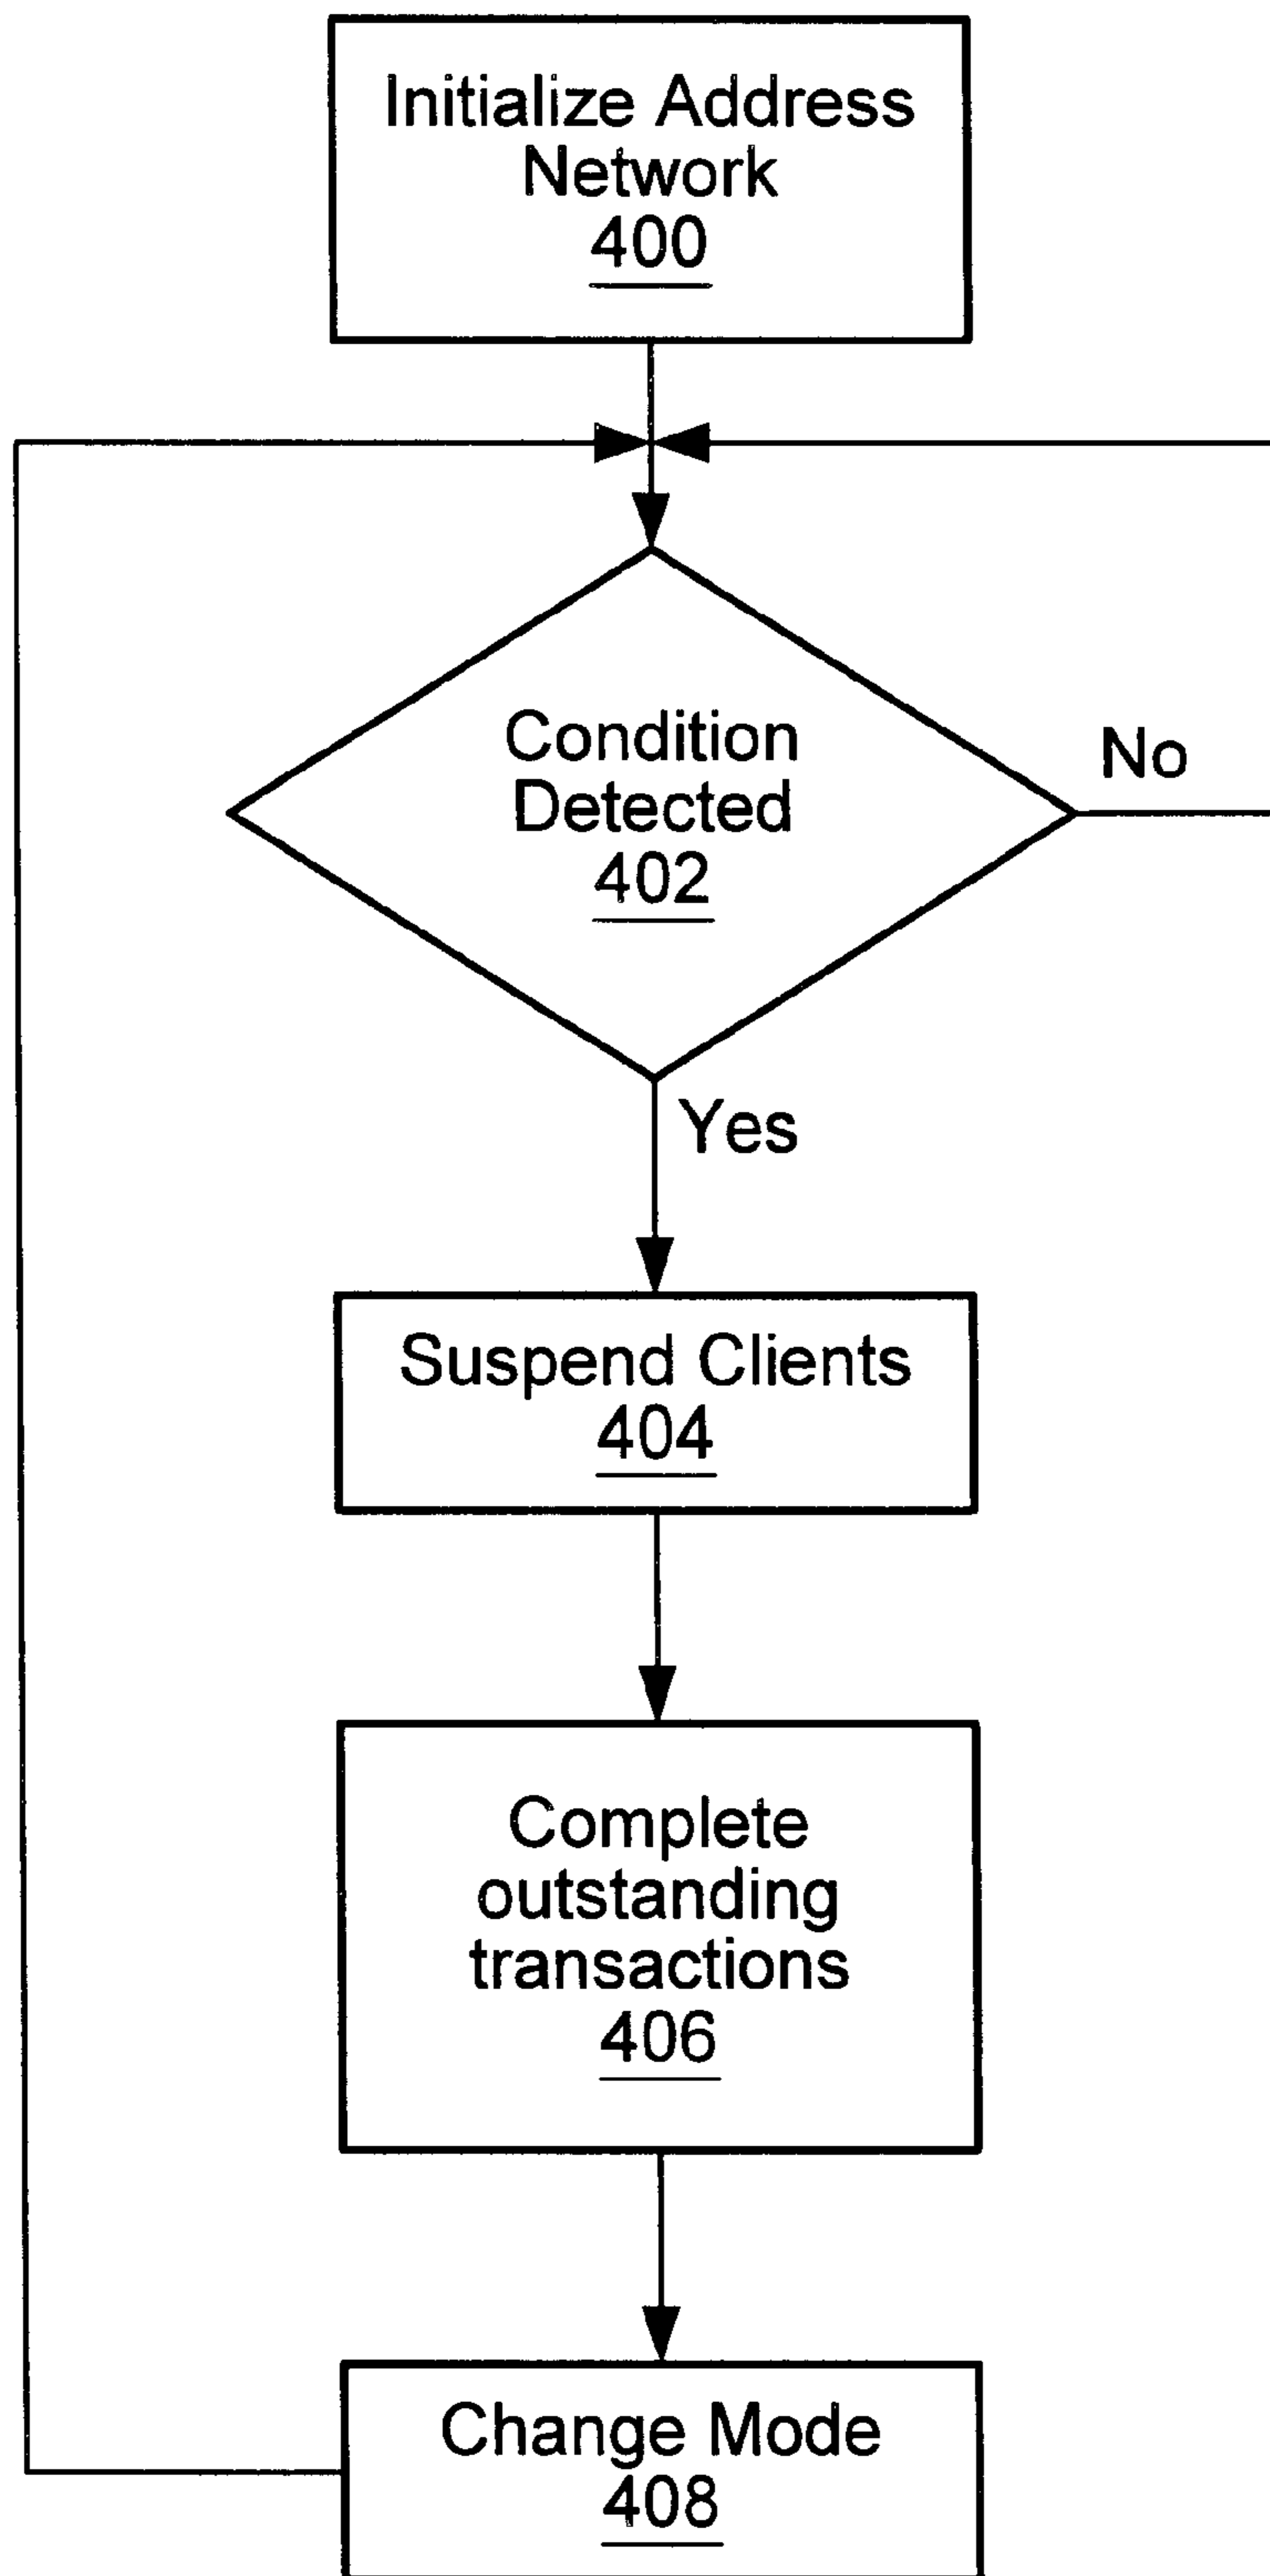 Initialize Address
Network
400
Condition
Detected
402
No
Yes
Suspend Clients
404
Complete
outstanding
transactions
406
Change Mode
408